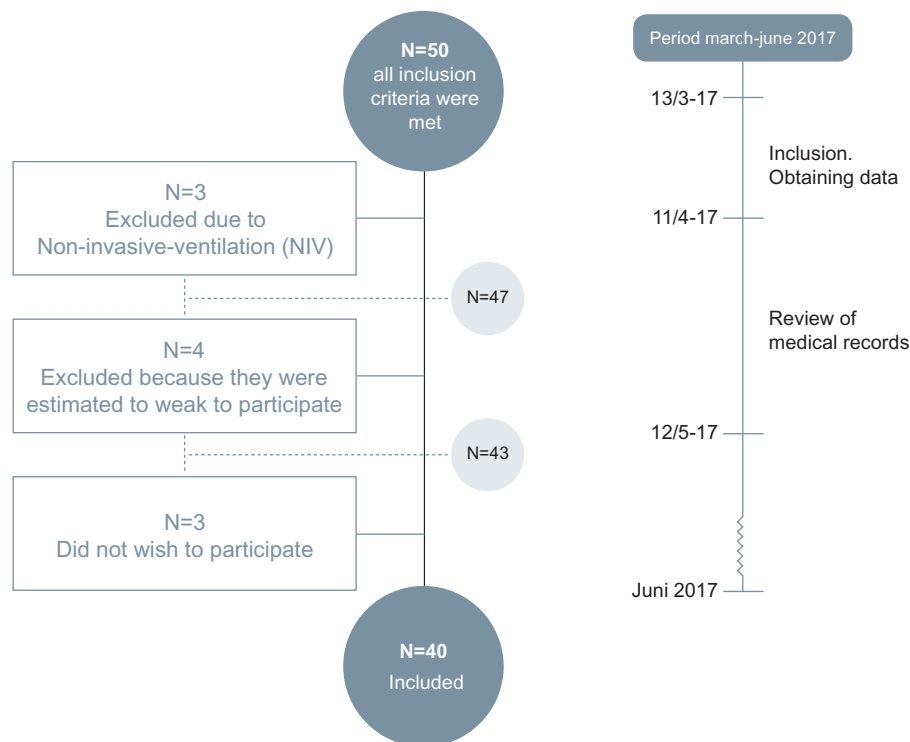 N=50
all inclusion
criteria were
met
N=3
Excluded due to
Non-invasive-ventilation (NIV)
N=47
N=4
Excluded because they were
estimated to weak to participate
N=43
N=3
Did not wish to participate
N=40
Included
Period march-june 2017
13/3-17
Inclusion.
Obtaining data
11/4-17
Review of
medical records
12/5-17
Juni 2017